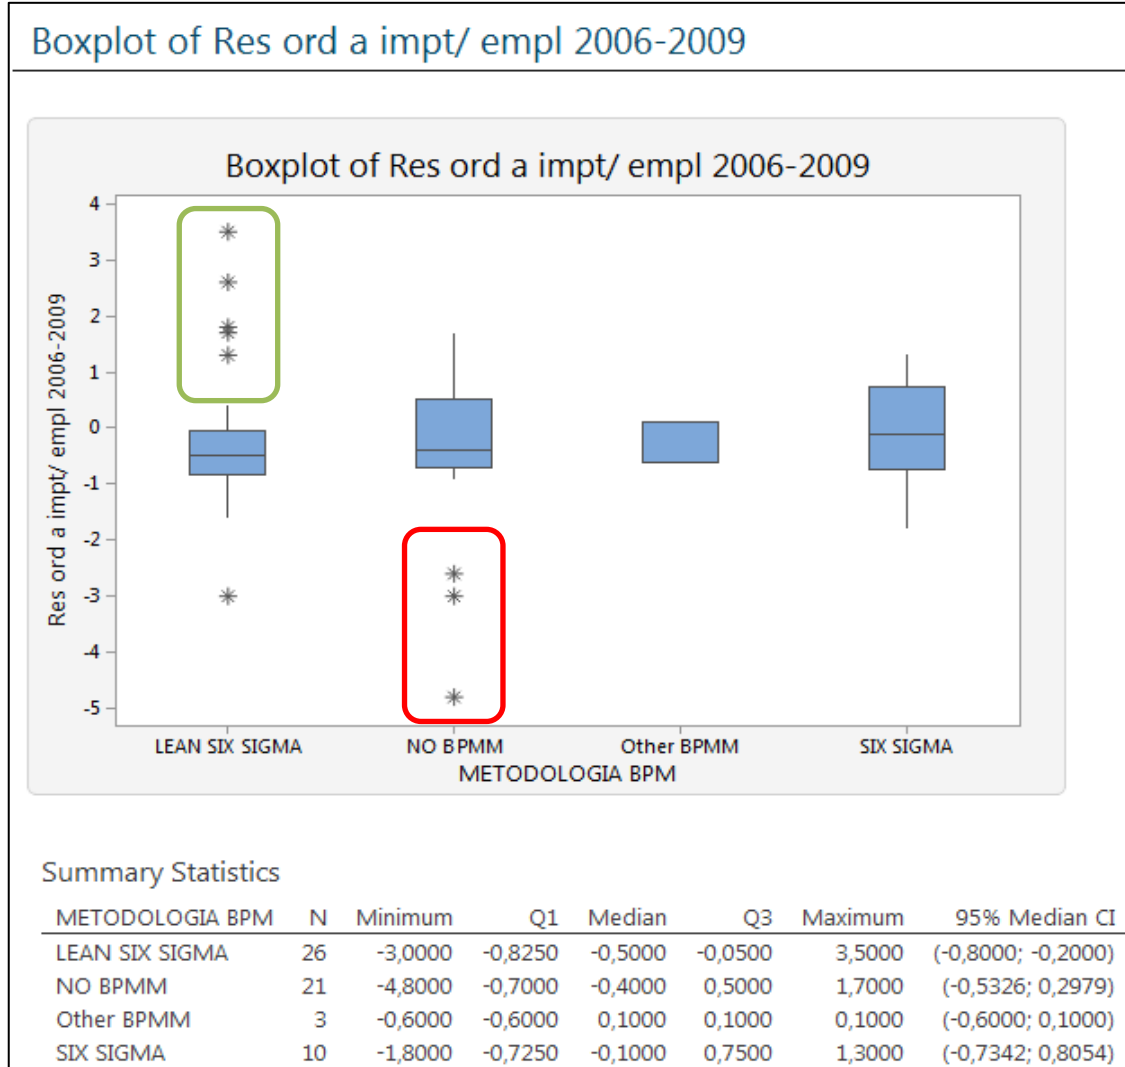 Boxplot of Res ord a impt/ empl 2006-2009
Boxplot of Res ord a impt/ empl 2006-2009
4
3
2
1
0
-1
-2
-3
-4
-5
Res ord a impt/ empl 2006-2009
LEAN SIX SIGMA NO BPMM Other BPMM SIX SIGMA
METODOLOGIA BPM
Summary Statistics
METODOLOGIA BPM N Minimum Q1 Median Q3 Maximum 95% Median CI
LEAN SIX SIGMA 26 -3,0000 -0,8250 -0,5000 -0,0500 3,5000 (-0,8000; -0,2000)
NO BPMM 21 -4,8000 -0,7000 -0,4000 0,5000 1,7000 (-0,5326; 0,2979)
Other BPMM 3 -0,6000 -0,6000 0,1000 0,1000 0,1000 (-0,6000; 0,1000)
SIX SIGMA 10 -1,8000 -0,7250 -0,1000 0,7500 1,3000 (-0,7342; 0,8054)